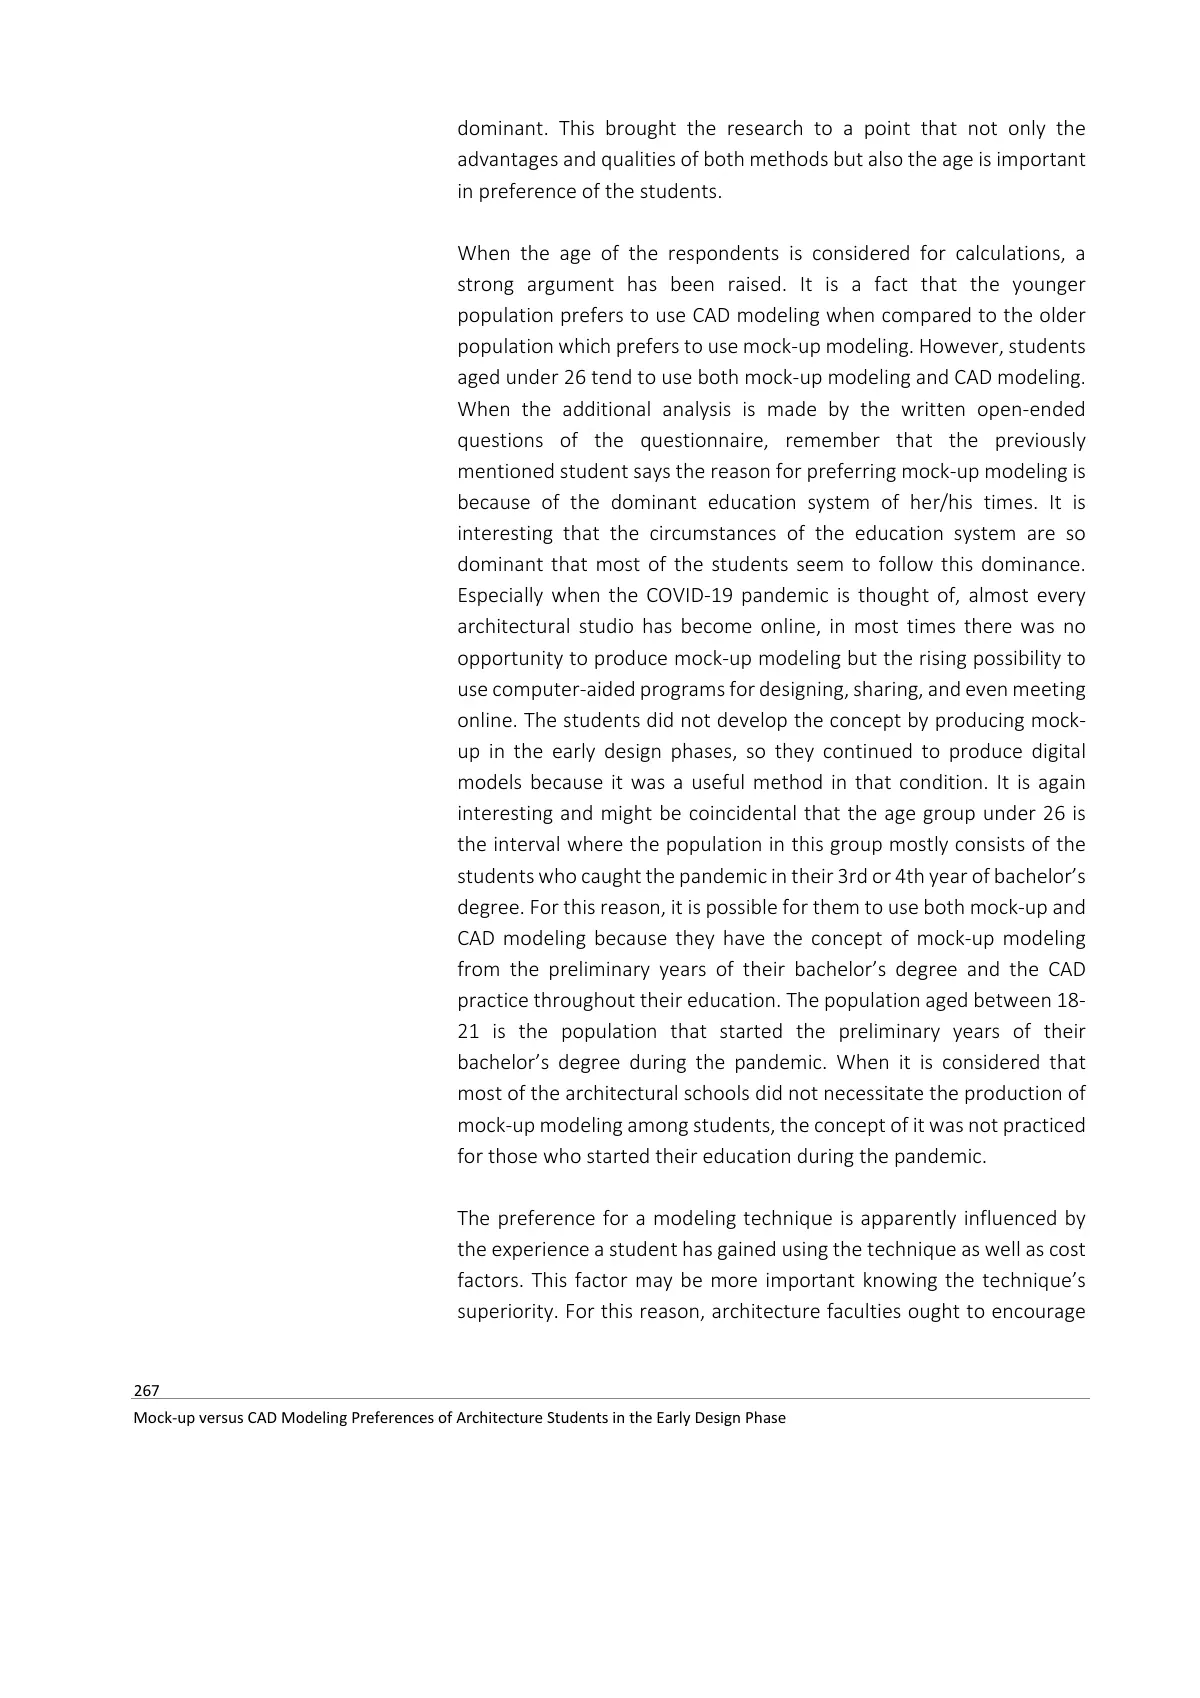 dominant. This brought the research to a point that not only the
advantages and qualities of both methods but also the age is important
in preference of the students.
When the age of the respondents is considered for calculations, a
strong argument has been raised. It is a fact that the younger
population prefers to use CAD modeling when compared to the older
population which prefers to use mock-up modeling. However, students
aged under 26 tend to use both mock-up modeling and CAD modeling.
When the additional analysis is made by the written open-ended
questions of the questionnaire, remember that the previously
mentioned student says the reason for preferring mock-up modeling is
because of the dominant education system of her/his times. It is
interesting that the circumstances of the education system are so
dominant that most of the students seem to follow this dominance.
Especially when the COVID-19 pandemic is thought of, almost every
architectural studio has become online, in most times there was no
opportunity to produce mock-up modeling but the rising possibility to
use computer-aided programs for designing, sharing, and even meeting
online. The students did not develop the concept by producing mock-
up in the early design phases, so they continued to produce digital
models because it was a useful method in that condition. It is again
interesting and might be coincidental that the age group under 26 is
the interval where the population in this group mostly consists of the
students who caught the pandemic in their 3rd or 4th year of bachelor’s
degree. For this reason, it is possible for them to use both mock-up and
CAD modeling because they have the concept of mock-up modeling
from the preliminary years of their bachelor’s degree and the CAD
practice throughout their education. The population aged between 18-
21 is the population that started the preliminary years of their
bachelor’s degree during the pandemic. When it is considered that
most of the architectural schools did not necessitate the production of
mock-up modeling among students, the concept of it was not practiced
for those who started their education during the pandemic.
The preference for a modeling technique is apparently influenced by
the experience a student has gained using the technique as well as cost
factors. This factor may be more important knowing the technique’s
superiority. For this reason, architecture faculties ought to encourage
267
Mock-up versus CAD Modeling Preferences of Architecture Students in the Early Design Phase